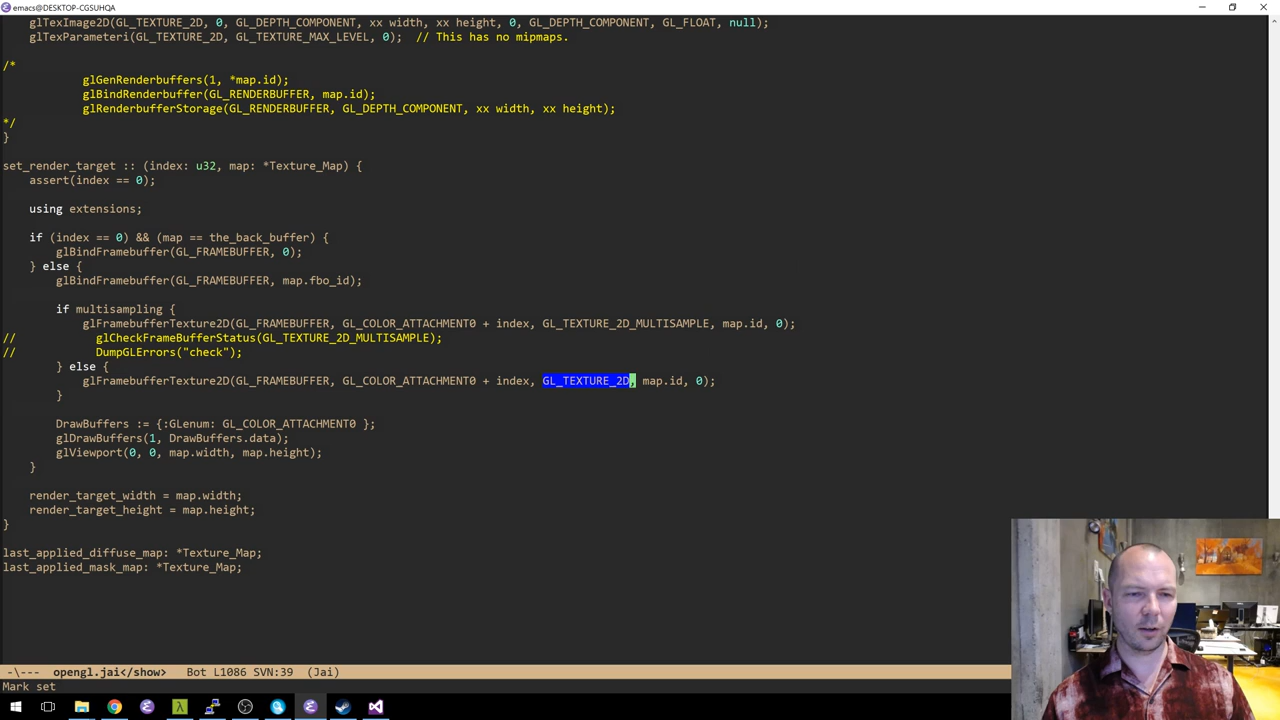 emacs@DESKTOP-CGSUHQA
glTexImage2D(GL_TEXTURE_2D, 0, GL_DEPTH_COMPONENT, xx width, xx height, 0, GL_DEPTH_COMPONENT, GL_FLOAT, null);
glTexParameteri(GL_TEXTURE_2D, GL_TEXTURE_MAX_LEVEL, 0);  // This has no mipmaps.
/*
glGenRenderbuffers(1, *map.id);
glBindRenderbuffer(GL_RENDERBUFFER, map.id);
glRenderbufferStorage(GL_RENDERBUFFER, GL_DEPTH_COMPONENT, xx width, xx height);
*/
}
set_render_target :: (index: u32, map: *Texture_Map) {
assert(index == 0);
using extensions;
if (index == 0) && (map == the_back_buffer) {
glBindFramebuffer(GL_FRAMEBUFFER, 0);
} else {
glBindFramebuffer(GL_FRAMEBUFFER, map.fbo_id);
if multisampling {
glFramebufferTexture2D(GL_FRAMEBUFFER, GL_COLOR_ATTACHMENT0 + index, GL_TEXTURE_2D_MULTISAMPLE, map.id, 0);
// glCheckFrameBufferStatus(GL_TEXTURE_2D_MULTISAMPLE);
// DumpGLErrors("check");
} else {
glFramebufferTexture2D(GL_FRAMEBUFFER, GL_COLOR_ATTACHMENT0 + index, GL_TEXTURE_2D, map.id, 0);
}
DrawBuffers := {:GLenum: GL_COLOR_ATTACHMENT0 };
glDrawBuffers(1, DrawBuffers.data);
glViewport(0, 0, map.width, map.height);
}
render_target_width = map.width;
render_target_height = map.height;
}
last_applied_diffuse_map: *Texture_Map;
last_applied_mask_map: *Texture_Map;
-\--- opengl.jai</show> Bot L1086 SVN:39 (Jai)
Mark set